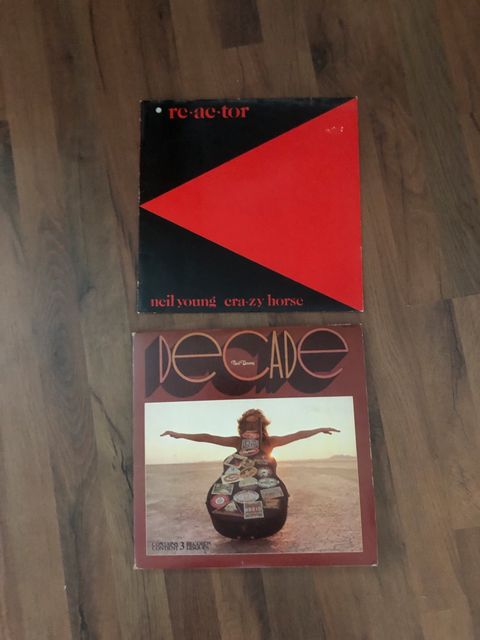 re·ac·tor
neil young cra·zy horse
DECADE
Neil Young
CONTAINS 3 RECORDS
CONTIENT 3 DISQUES